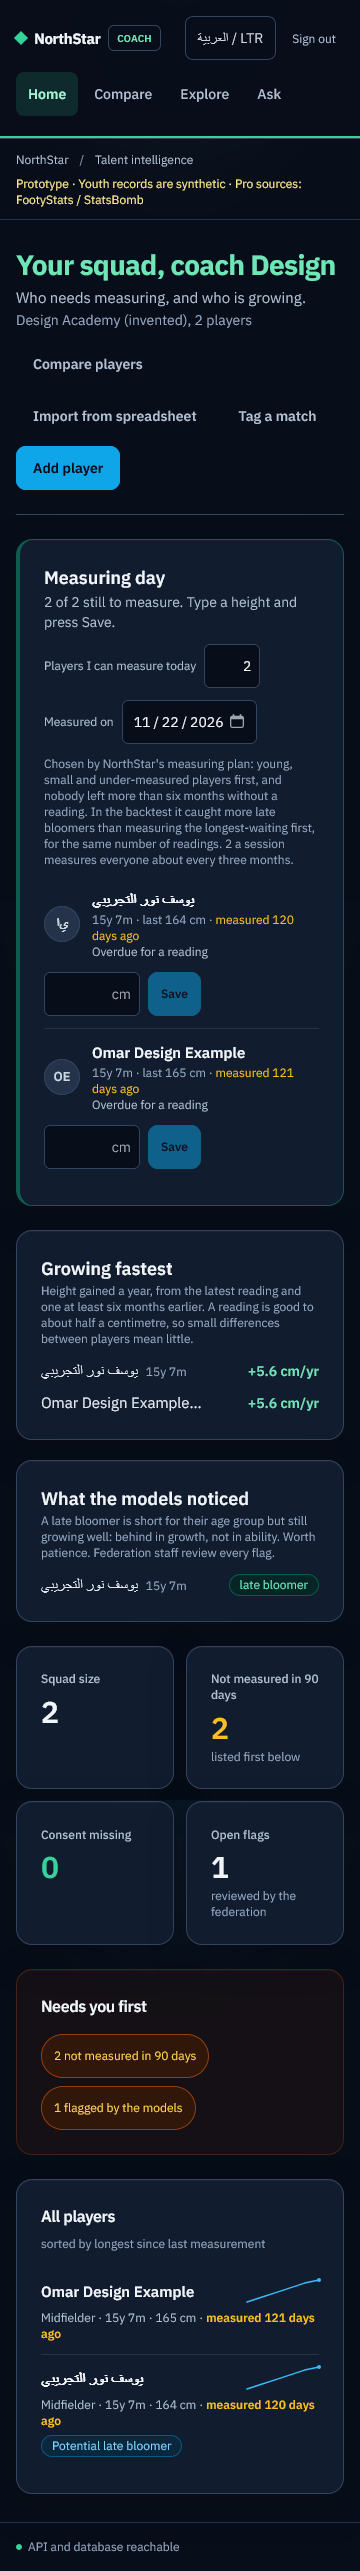 NorthStar COACH العربية / LTR Sign out
Home Compare Explore Ask
NorthStar / Talent intelligence
Prototype · Youth records are synthetic · Pro sources:
FootyStats / StatsBomb
Your squad, coach Design
Who needs measuring, and who is growing.
Design Academy (invented), 2 players
Compare players
Import from spreadsheet Tag a match
Add player
Measuring day
2 of 2 still to measure. Type a height and
press Save.
Players I can measure today 2
Measured on 11 / 22 / 2026
Chosen by NorthStar's measuring plan: young,
small and under-measured players first, and
nobody left more than six months without a
reading. In the backtest it caught more late
bloomers than measuring the longest-waiting first,
for the same number of readings. 2 a session
measures everyone about every three months.
يوسف نور التجريبي
يا
15y 7m · last 164 cm · measured 120
days ago
Overdue for a reading
cm Save
Omar Design Example
OE
15y 7m · last 165 cm · measured 121
days ago
Overdue for a reading
cm Save
Growing fastest
Height gained a year, from the latest reading and
one at least six months earlier. A reading is good to
about half a centimetre, so small differences
between players mean little.
يوسف نور التجريبي 15y 7m +5.6 cm/yr
Omar Design Example... +5.6 cm/yr
What the models noticed
A late bloomer is short for their age group but still
growing well: behind in growth, not in ability. Worth
patience. Federation staff review every flag.
يوسف نور التجريبي 15y 7m late bloomer
Squad size
2
Not measured in 90
days
2
listed first below
Consent missing
0
Open flags
1
reviewed by the
federation
Needs you first
2 not measured in 90 days
1 flagged by the models
All players
sorted by longest since last measurement
Omar Design Example
Midfielder · 15y 7m · 165 cm · measured 121 days
ago
يوسف نور التجريبي
Midfielder · 15y 7m · 164 cm · measured 120 days
ago
Potential late bloomer
API and database reachable